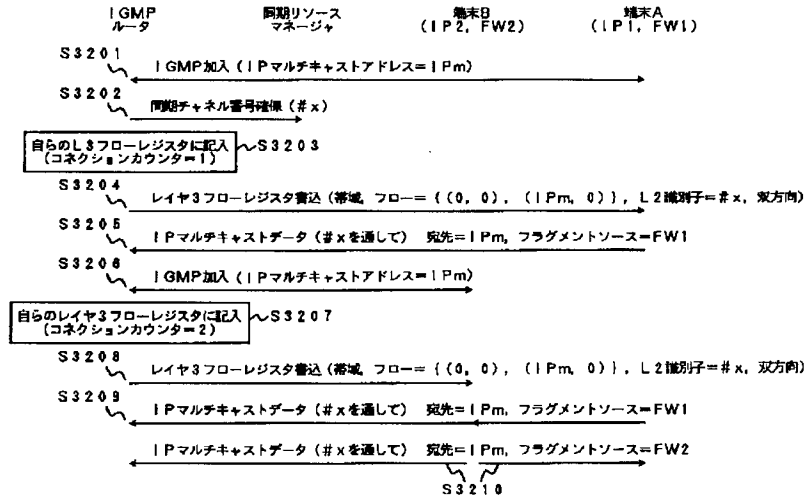 IGMP ルータ
同期リソース マネージャ
端末B (IP2, FW2)
端末A (IP1, FW1)
S3201
IGMP加入 (IPマルチキャストアドレス=IPm)
S3202
同期チャネル番号確保 (#x)
自らのL3フローレジスタに記入 (コネクションカウンター=1)
S3203
S3204
レイヤ3フローレジスタ書込 (帯域, フロー= {(0, 0), (IPm, 0)}, L2識別子=#x, 双方向)
S3205
IPマルチキャストデータ (#xを通して) 宛先=IPm, フラグメントソース=FW1
S3206
IGMP加入 (IPマルチキャストアドレス=IPm)
自らのレイヤ3フローレジスタに記入 (コネクションカウンター=2)
S3207
S3208
レイヤ3フローレジスタ書込 (帯域, フロー= {(0, 0), (IPm, 0)}, L2識別子=#x, 双方向)
S3209
IPマルチキャストデータ (#xを通して) 宛先=IPm, フラグメントソース=FW1
IPマルチキャストデータ (#xを通して) 宛先=IPm, フラグメントソース=FW2
S3210